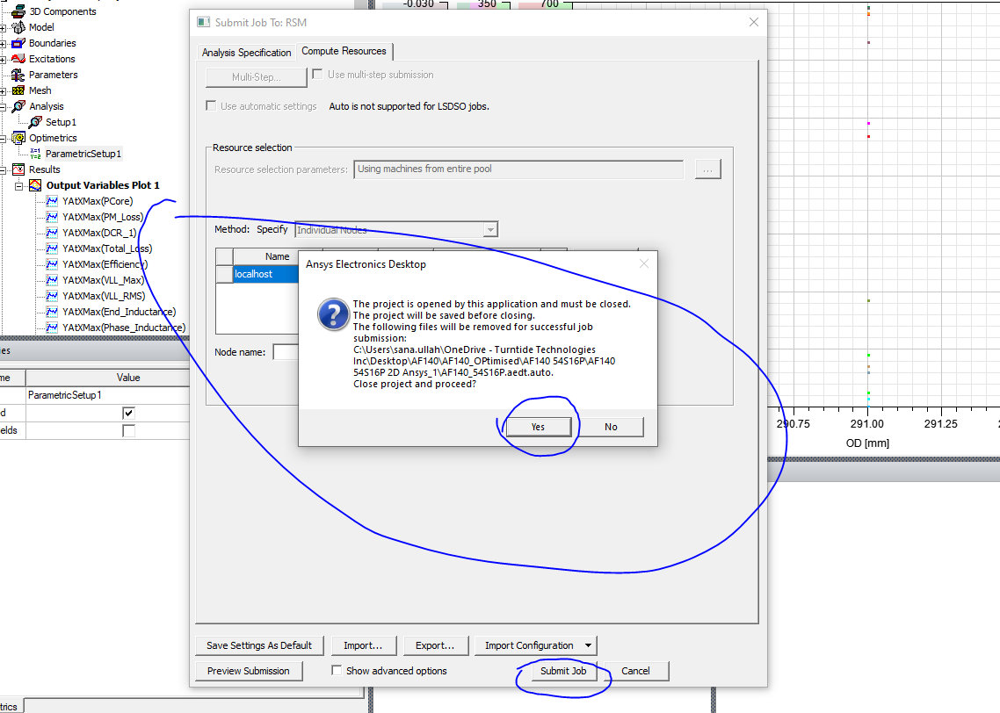 3D Components
Model
Boundaries
Excitations
Parameters
Mesh
Analysis
Setup1
Optimetrics
ParametricSetup1
Results
Output Variables Plot 1
YAtXMax(PCore)
YAtXMax(PM_Loss)
YAtXMax(DCR_1)
YAtXMax(Total_Loss)
YAtXMax(Efficiency)
YAtXMax(VLL_Max)
YAtXMax(VLL_RMS)
YAtXMax(End_Inductance)
YAtXMax(Phase_Inductance)
es
me Value
ParametricSetup1
d
ields
trics
Submit Job To: RSM
Analysis Specification Compute Resources
Multi-Step... Use multi-step submission
Use automatic settings Auto is not supported for LSDSO jobs.
Resource selection
Resource selection parameters: Using machines from entire pool ...
Method: Specify Individual Nodes
Name
localhost
Node name:
Ansys Electronics Desktop
The project is opened by this application and must be closed.
The project will be saved before closing.
The following files will be removed for successful job
submission:
C:\Users\sana.ullah\OneDrive - Turntide Technologies
Inc\Desktop\AF140\AF140_OPtimised\AF140 54S16P\AF140
54S16P 2D Ansys_1\AF140_54S16P.aedt.auto.
Close project and proceed?
Yes No
Save Settings As Default Import... Export... Import Configuration
Preview Submission Show advanced options Submit Job Cancel
-0.030 350 700
290.75 291.00 291.25
OD [mm]